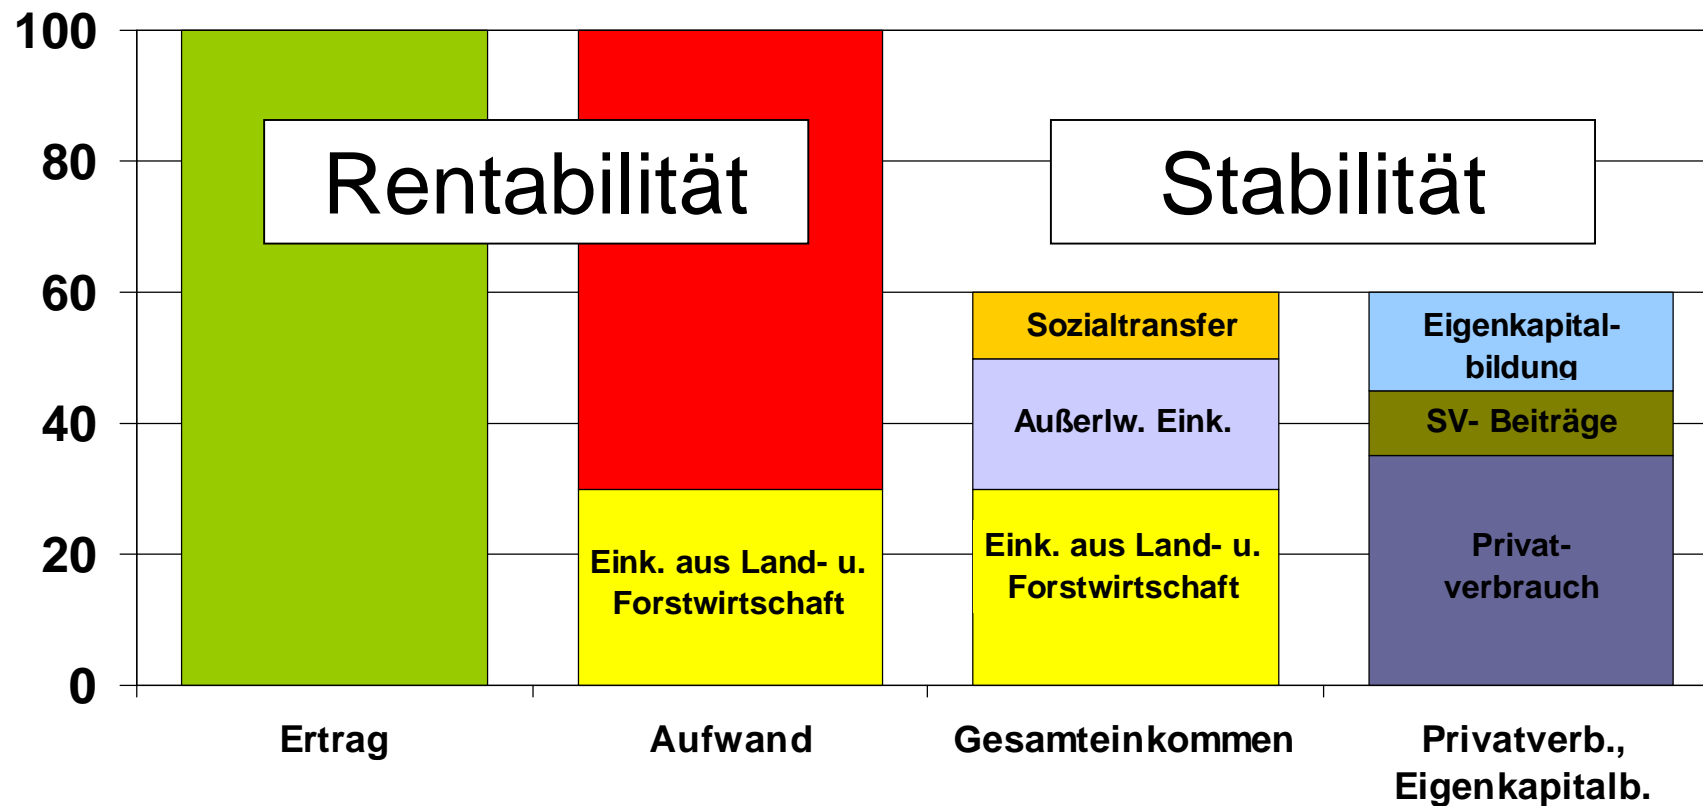 100
80
60
40
20
0
Rentabilität
Stabilität
Eink. aus Land- u.
Forstwirtschaft
Sozialtransfer
Außerlw. Eink.
Eink. aus Land- u.
Forstwirtschaft
Eigenkapital-
bildung
SV- Beiträge
Privat-
verbrauch
Ertrag
Aufwand
Gesamteinkommen
Privatverb.,
Eigenkapitalb.